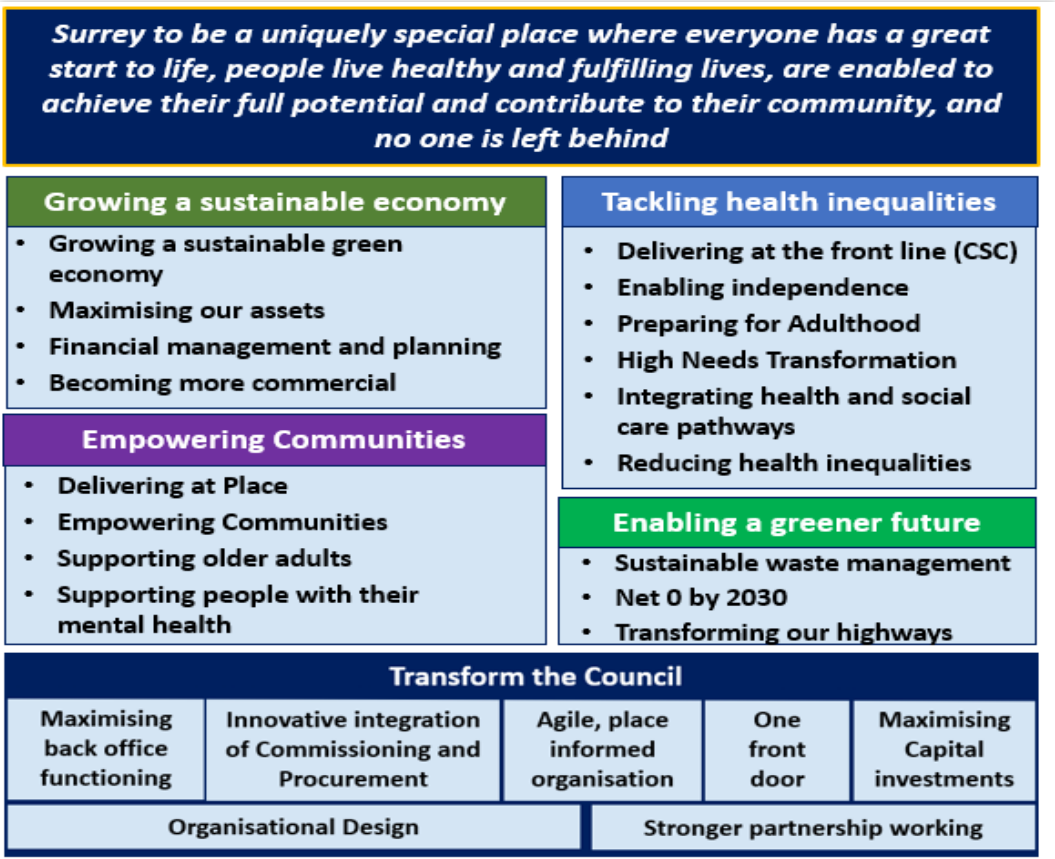 Surrey to be a uniquely special place where everyone has a great
start to life, people live healthy and fulfilling lives, are enabled to
achieve their full potential and contribute to their community, and
no one is left behind
Growing a sustainable economy
• Growing a sustainable green
economy
• Maximising our assets
• Financial management and planning
• Becoming more commercial
Empowering Communities
• Delivering at Place
• Empowering Communities
• Supporting older adults
• Supporting people with their
mental health
Tackling health inequalities
• Delivering at the front line (CSC)
• Enabling independence
• Preparing for Adulthood
• High Needs Transformation
• Integrating health and social
care pathways
• Reducing health inequalities
Enabling a greener future
• Sustainable waste management
• Net 0 by 2030
• Transforming our highways
Transform the Council
Maximising
back office
functioning
Innovative integration
of Commissioning and
Procurement
Agile, place
informed
organisation
One
front
door
Maximising
Capital
investments
Organisational Design
Stronger partnership working